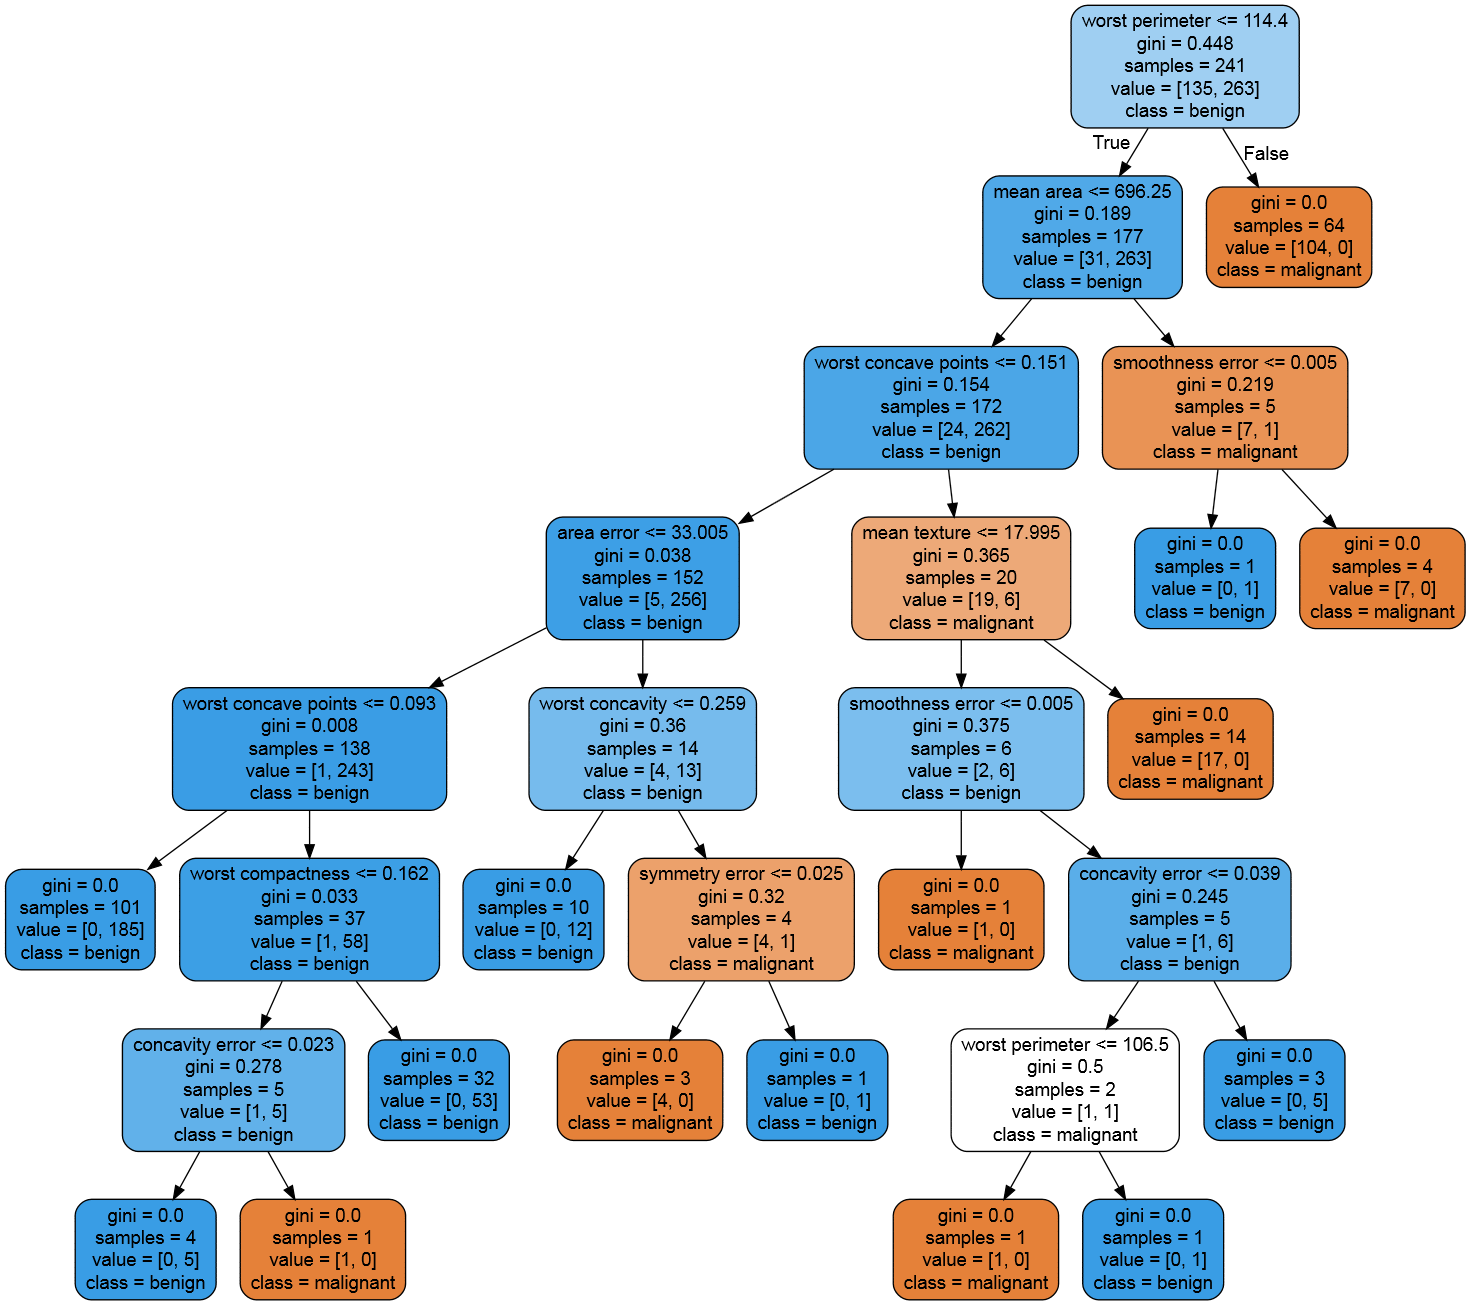 worst perimeter <= 114.4
gini = 0.448
samples = 241
value = [135, 263]
class = benign
True
False
mean area <= 696.25
gini = 0.189
samples = 177
value = [31, 263]
class = benign
gini = 0.0
samples = 64
value = [104, 0]
class = malignant
worst concave points <= 0.151
gini = 0.154
samples = 172
value = [24, 262]
class = benign
smoothness error <= 0.005
gini = 0.219
samples = 5
value = [7, 1]
class = malignant
area error <= 33.005
gini = 0.038
samples = 152
value = [5, 256]
class = benign
mean texture <= 17.995
gini = 0.365
samples = 20
value = [19, 6]
class = malignant
gini = 0.0
samples = 1
value = [0, 1]
class = benign
gini = 0.0
samples = 4
value = [7, 0]
class = malignant
worst concave points <= 0.093
gini = 0.008
samples = 138
value = [1, 243]
class = benign
worst concavity <= 0.259
gini = 0.36
samples = 14
value = [4, 13]
class = benign
smoothness error <= 0.005
gini = 0.375
samples = 6
value = [2, 6]
class = benign
gini = 0.0
samples = 14
value = [17, 0]
class = malignant
gini = 0.0
samples = 101
value = [0, 185]
class = benign
worst compactness <= 0.162
gini = 0.033
samples = 37
value = [1, 58]
class = benign
gini = 0.0
samples = 10
value = [0, 12]
class = benign
symmetry error <= 0.025
gini = 0.32
samples = 4
value = [4, 1]
class = malignant
gini = 0.0
samples = 1
value = [1, 0]
class = malignant
concavity error <= 0.039
gini = 0.245
samples = 5
value = [1, 6]
class = benign
concavity error <= 0.023
gini = 0.278
samples = 5
value = [1, 5]
class = benign
gini = 0.0
samples = 32
value = [0, 53]
class = benign
gini = 0.0
samples = 3
value = [4, 0]
class = malignant
gini = 0.0
samples = 1
value = [0, 1]
class = benign
worst perimeter <= 106.5
gini = 0.5
samples = 2
value = [1, 1]
class = malignant
gini = 0.0
samples = 3
value = [0, 5]
class = benign
gini = 0.0
samples = 4
value = [0, 5]
class = benign
gini = 0.0
samples = 1
value = [1, 0]
class = malignant
gini = 0.0
samples = 1
value = [1, 0]
class = malignant
gini = 0.0
samples = 1
value = [0, 1]
class = benign